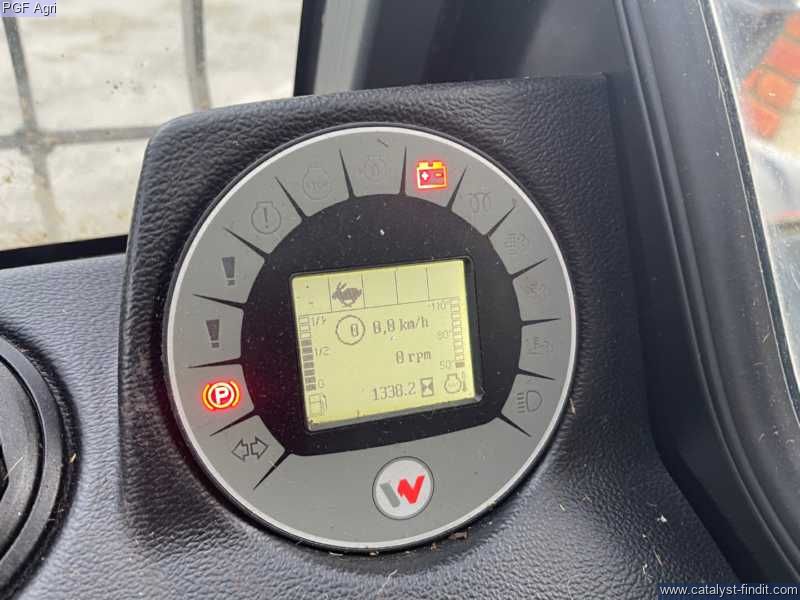 PGF Agri
STOP
110°
1/1
0 0,0 km/h
80°
1/2
0 rpm
50°
0
1338.2
P
www.catalyst-findit.com